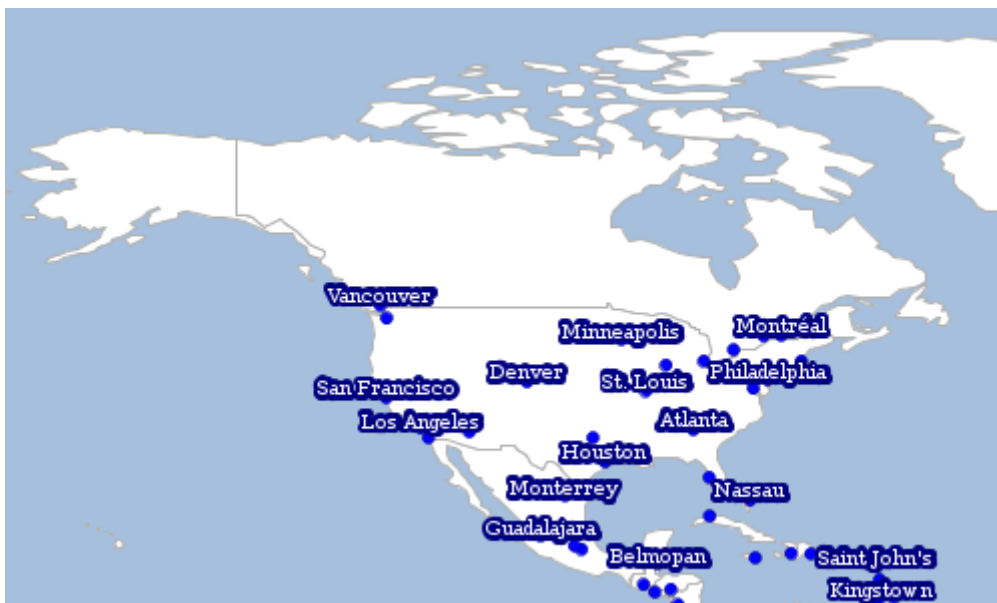 Vancouver
Minneapolis
Montréal
Denver
St. Louis
Philadelphia
San Francisco
Los Angeles
Atlanta
Houston
Monterrey
Nassau
Guadalajara
Belmopan
Saint John's
Kingstown